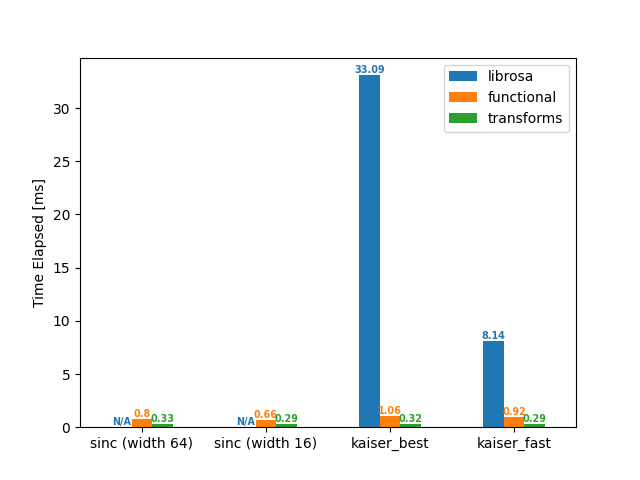 33.09
librosa
functional
transforms
30
25
20
15
10
5
0
Time Elapsed [ms]
8.14
N/A 0.8 0.33
N/A 0.66 0.29
1.06 0.32
0.92 0.29
sinc (width 64) sinc (width 16) kaiser_best kaiser_fast